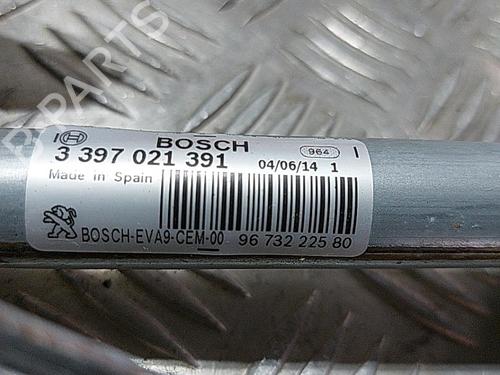 BOSCH 964
3 397 021 391 04/06/14 1
Made in Spain
BOSCH-EVA9-CEM-00 96 732 225 80
B-PARTS